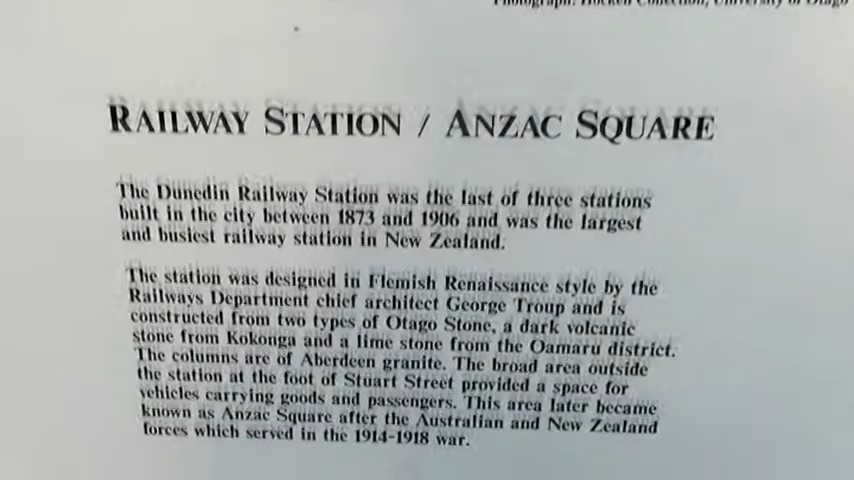 Photograph: Hocken Collection, University of Otago
RAILWAY STATION / ANZAC SQUARE
The Dunedin Railway Station was the last of three stations
built in the city between 1873 and 1906 and was the largest
and busiest railway station in New Zealand.
The station was designed in Flemish Renaissance style by the
Railways Department chief architect George Troup and is
constructed from two types of Otago Stone, a dark volcanic
stone from Kokonga and a lime stone from the Oamaru district.
The columns are of Aberdeen granite. The broad area outside
the station at the foot of Stuart Street provided a space for
vehicles carrying goods and passengers. This area later became
known as Anzac Square after the Australian and New Zealand
forces which served in the 1914-1918 war.